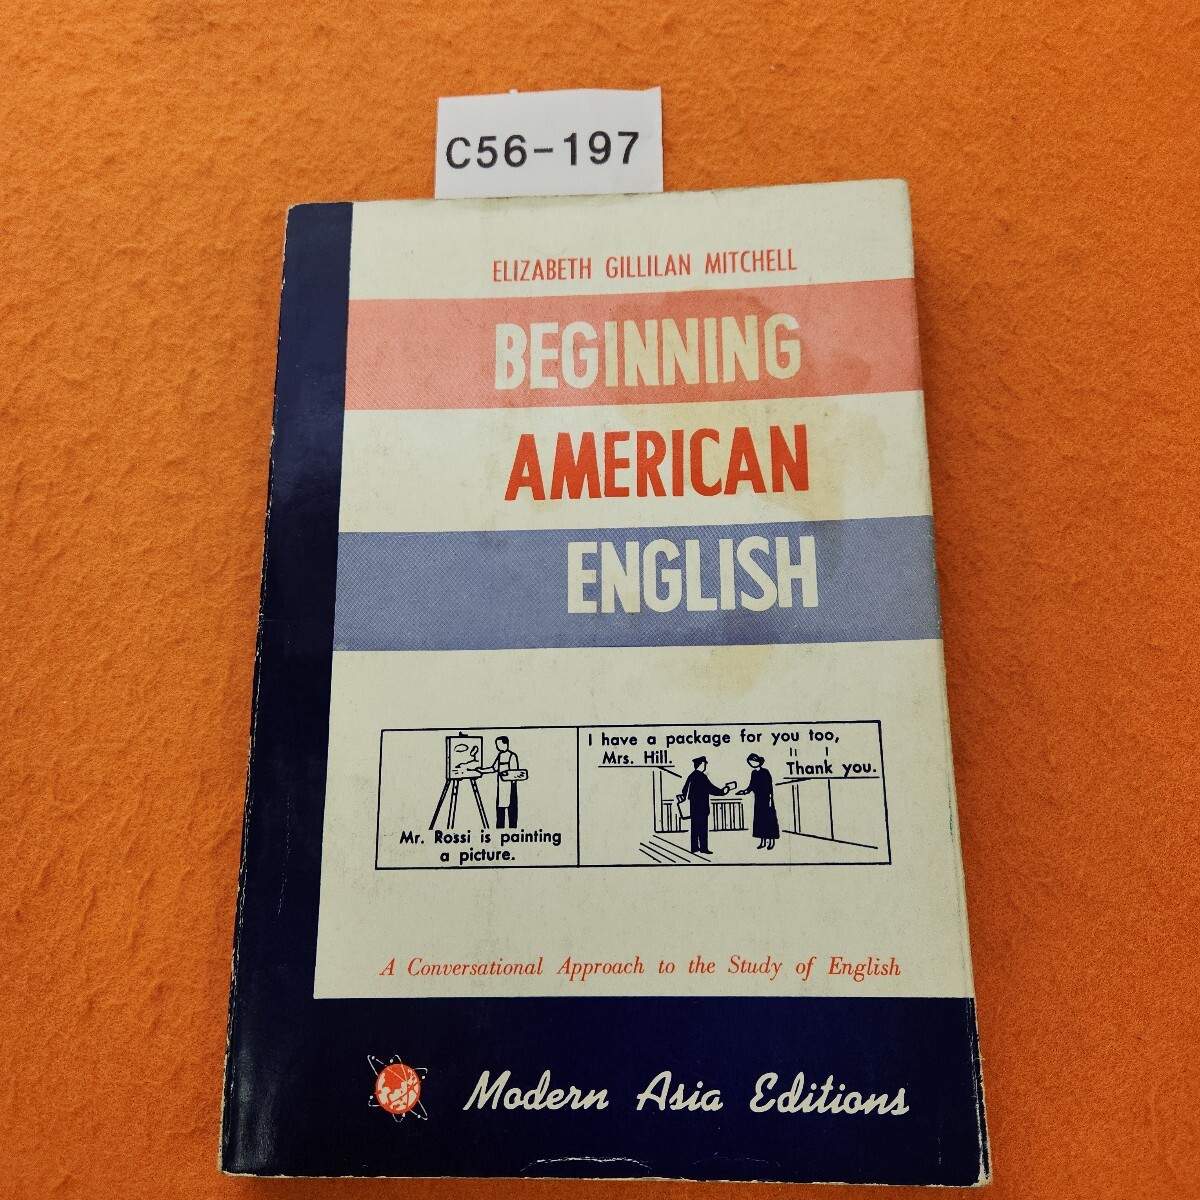 C56-197
ELIZABETH GILLILAN MITCHELL
BEGINNING
AMERICAN
ENGLISH
Mr. Rossi is painting
a picture.
I have a package for you too,
Mrs. Hill.
Thank you.
A Conversational Approach to the Study of English
Modern Asia Editions